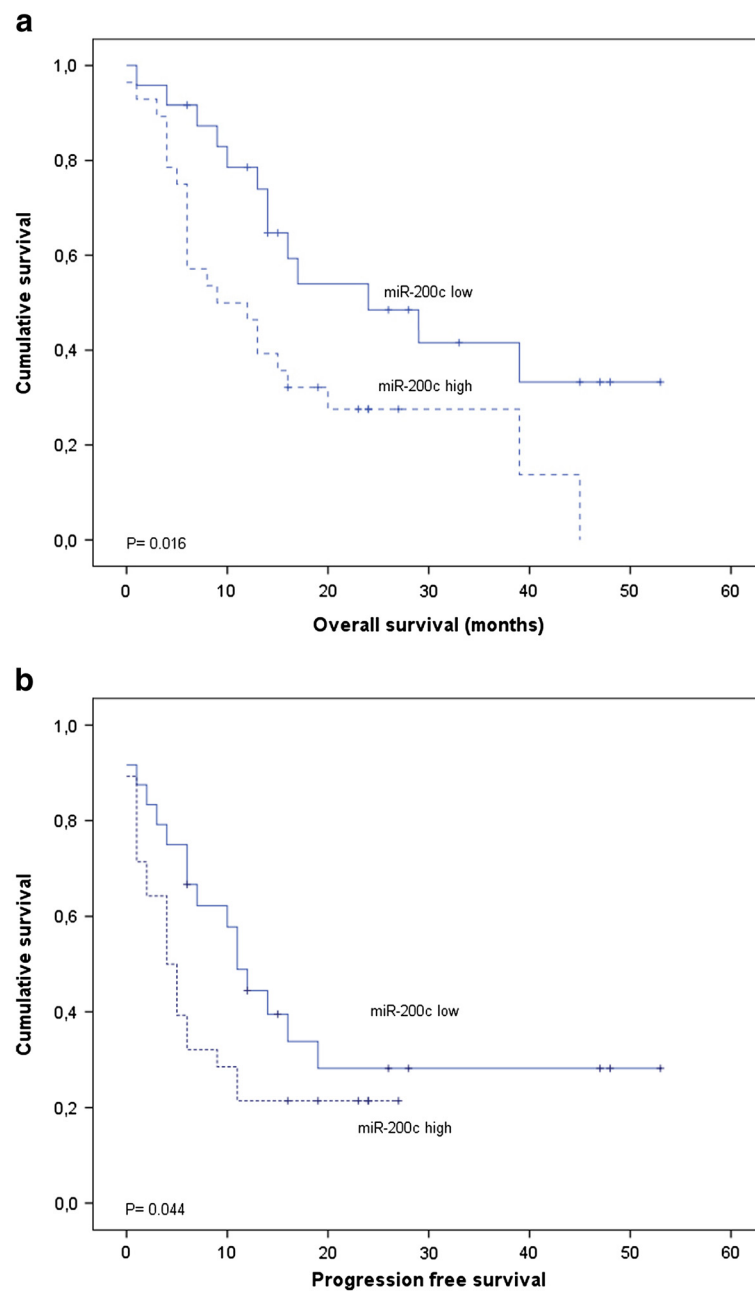 a
1,0
0,8
0,6
0,4
0,2
0,0
Cumulative survival
miR-200c low
miR-200c high
P= 0.016
0 10 20 30 40 50 60
Overall survival (months)
b
1,0
0,8
0,6
0,4
0,2
0,0
Cumulative survival
miR-200c low
miR-200c high
P= 0.044
0 10 20 30 40 50 60
Progression free survival